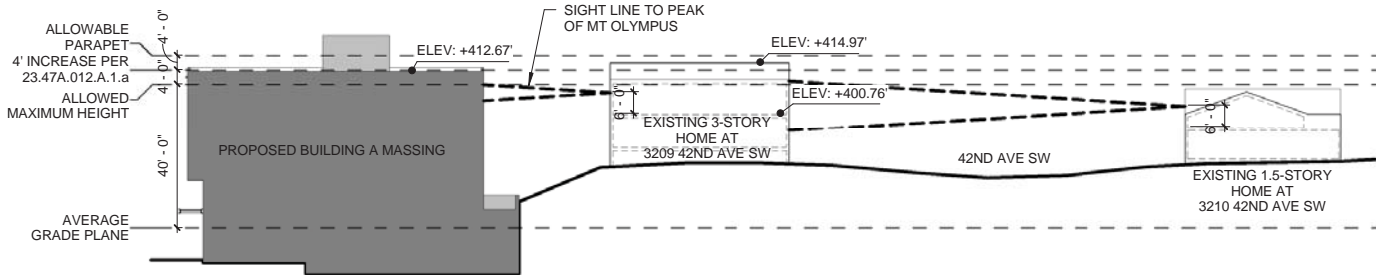 ALLOWABLE
PARAPET
4' INCREASE PER
23.47A.012.A.1.a
ALLOWED
MAXIMUM HEIGHT
AVERAGE
GRADE PLANE
4' - 0"
4' - 0"
40' - 0"
PROPOSED BUILDING A MASSING
ELEV: +412.67'
SIGHT LINE TO PEAK
OF MT OLYMPUS
ELEV: +414.97'
ELEV: +400.76'
6' - 0"
EXISTING 3-STORY
HOME AT
3209 42ND AVE SW
42ND AVE SW
6' - 0"
EXISTING 1.5-STORY
HOME AT
3210 42ND AVE SW